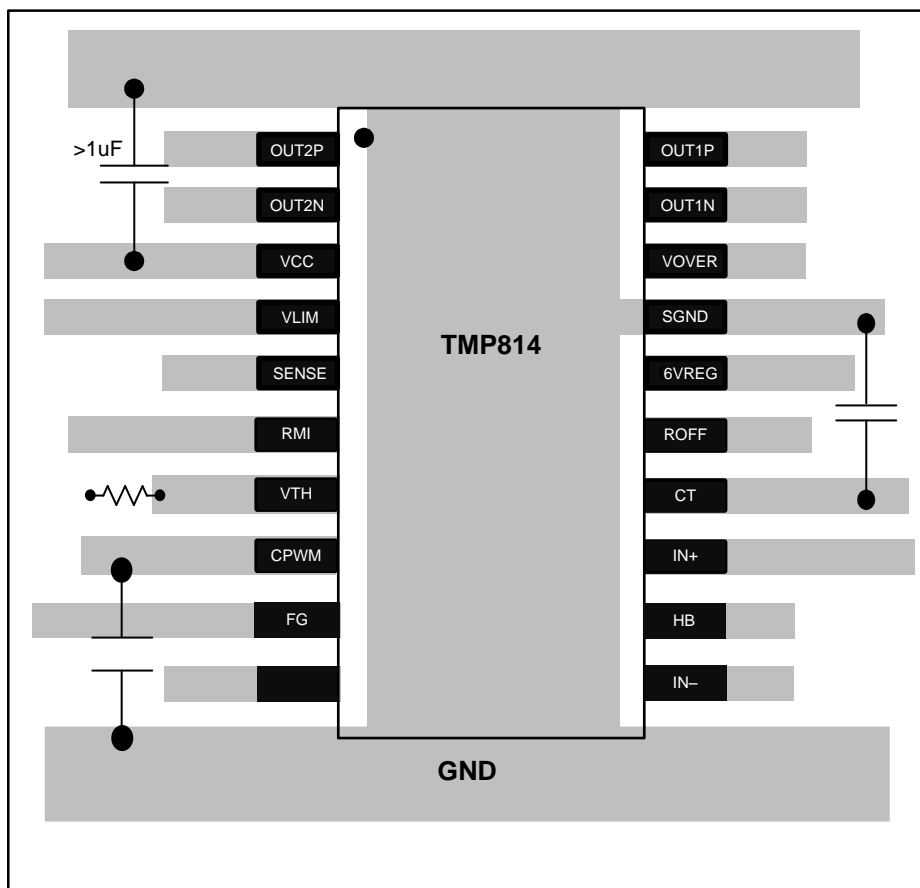 >1uF
OUT2P
OUT1P
OUT2N
OUT1N
VCC
VOVER
VLIM
SGND
TMP814
SENSE
6VREG
RMI
ROFF
VTH
CT
CPWM
IN+
FG
HB
IN–
GND